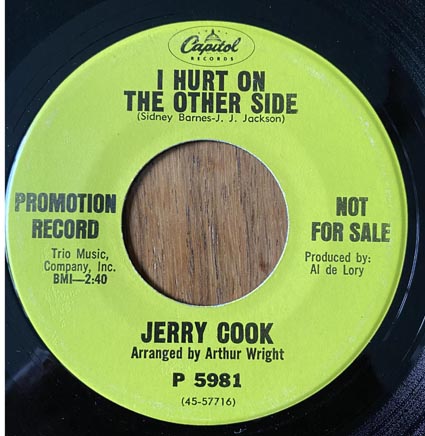 Capitol
RECORDS
I HURT ON
THE OTHER SIDE
(Sidney Barnes-J. J. Jackson)
PROMOTION
RECORD
Trio Music,
Company, Inc.
BMI—2:40
NOT
FOR SALE
Produced by:
Al de Lory
JERRY COOK
Arranged by Arthur Wright
P 5981
(45-57716)